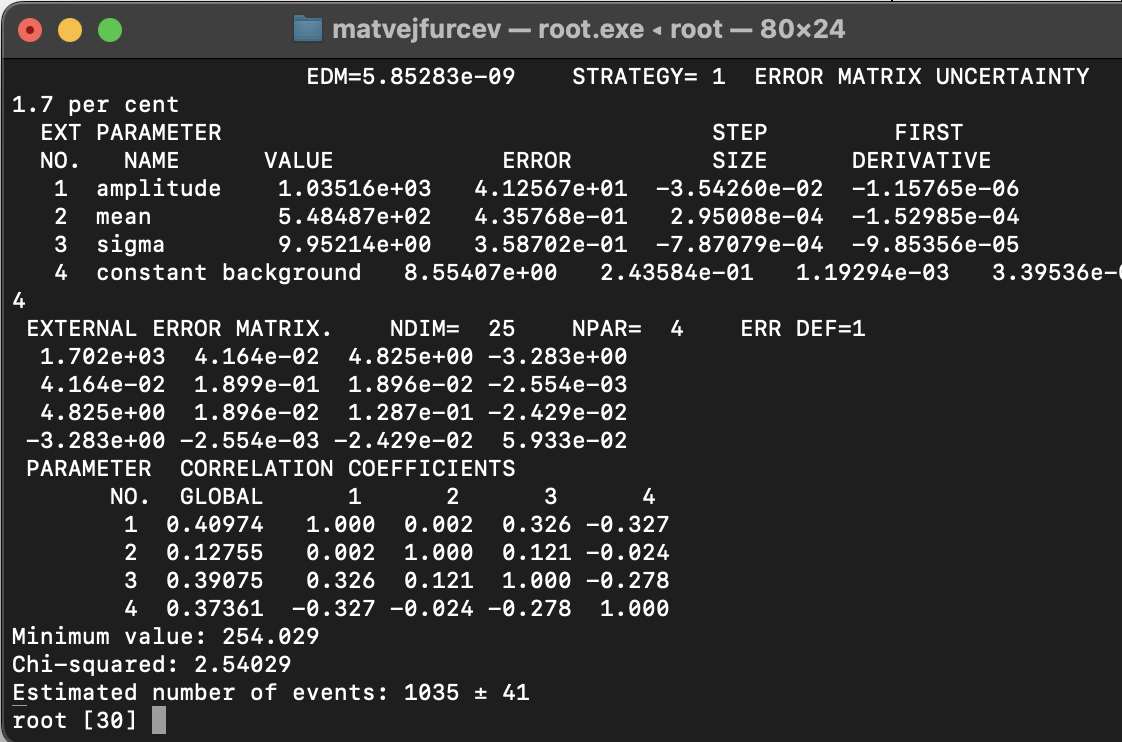 matvejfurcev — root.exe ◂ root — 80×24
EDM=5.85283e-09    STRATEGY= 1  ERROR MATRIX UNCERTAINTY
1.7 per cent
  EXT PARAMETER                                   STEP         FIRST
  NO.   NAME      VALUE            ERROR          SIZE      DERIVATIVE
   1  amplitude    1.03516e+03   4.12567e+01  -3.54260e-02  -1.15765e-06
   2  mean         5.48487e+02   4.35768e-01   2.95008e-04  -1.52985e-04
   3  sigma        9.95214e+00   3.58702e-01  -7.87079e-04  -9.85356e-05
   4  constant background   8.55407e+00   2.43584e-01   1.19294e-03   3.39536e-0
4
 EXTERNAL ERROR MATRIX.    NDIM=  25    NPAR=  4    ERR DEF=1
  1.702e+03  4.164e-02  4.825e+00 -3.283e+00
  4.164e-02  1.899e-01  1.896e-02 -2.554e-03
  4.825e+00  1.896e-02  1.287e-01 -2.429e-02
 -3.283e+00 -2.554e-03 -2.429e-02  5.933e-02
 PARAMETER  CORRELATION COEFFICIENTS
       NO.  GLOBAL      1      2      3      4
        1  0.40974   1.000  0.002  0.326 -0.327
        2  0.12755   0.002  1.000  0.121 -0.024
        3  0.39075   0.326  0.121  1.000 -0.278
        4  0.37361  -0.327 -0.024 -0.278  1.000
Minimum value: 254.029
Chi-squared: 2.54029
Estimated number of events: 1035 ± 41
root [30]